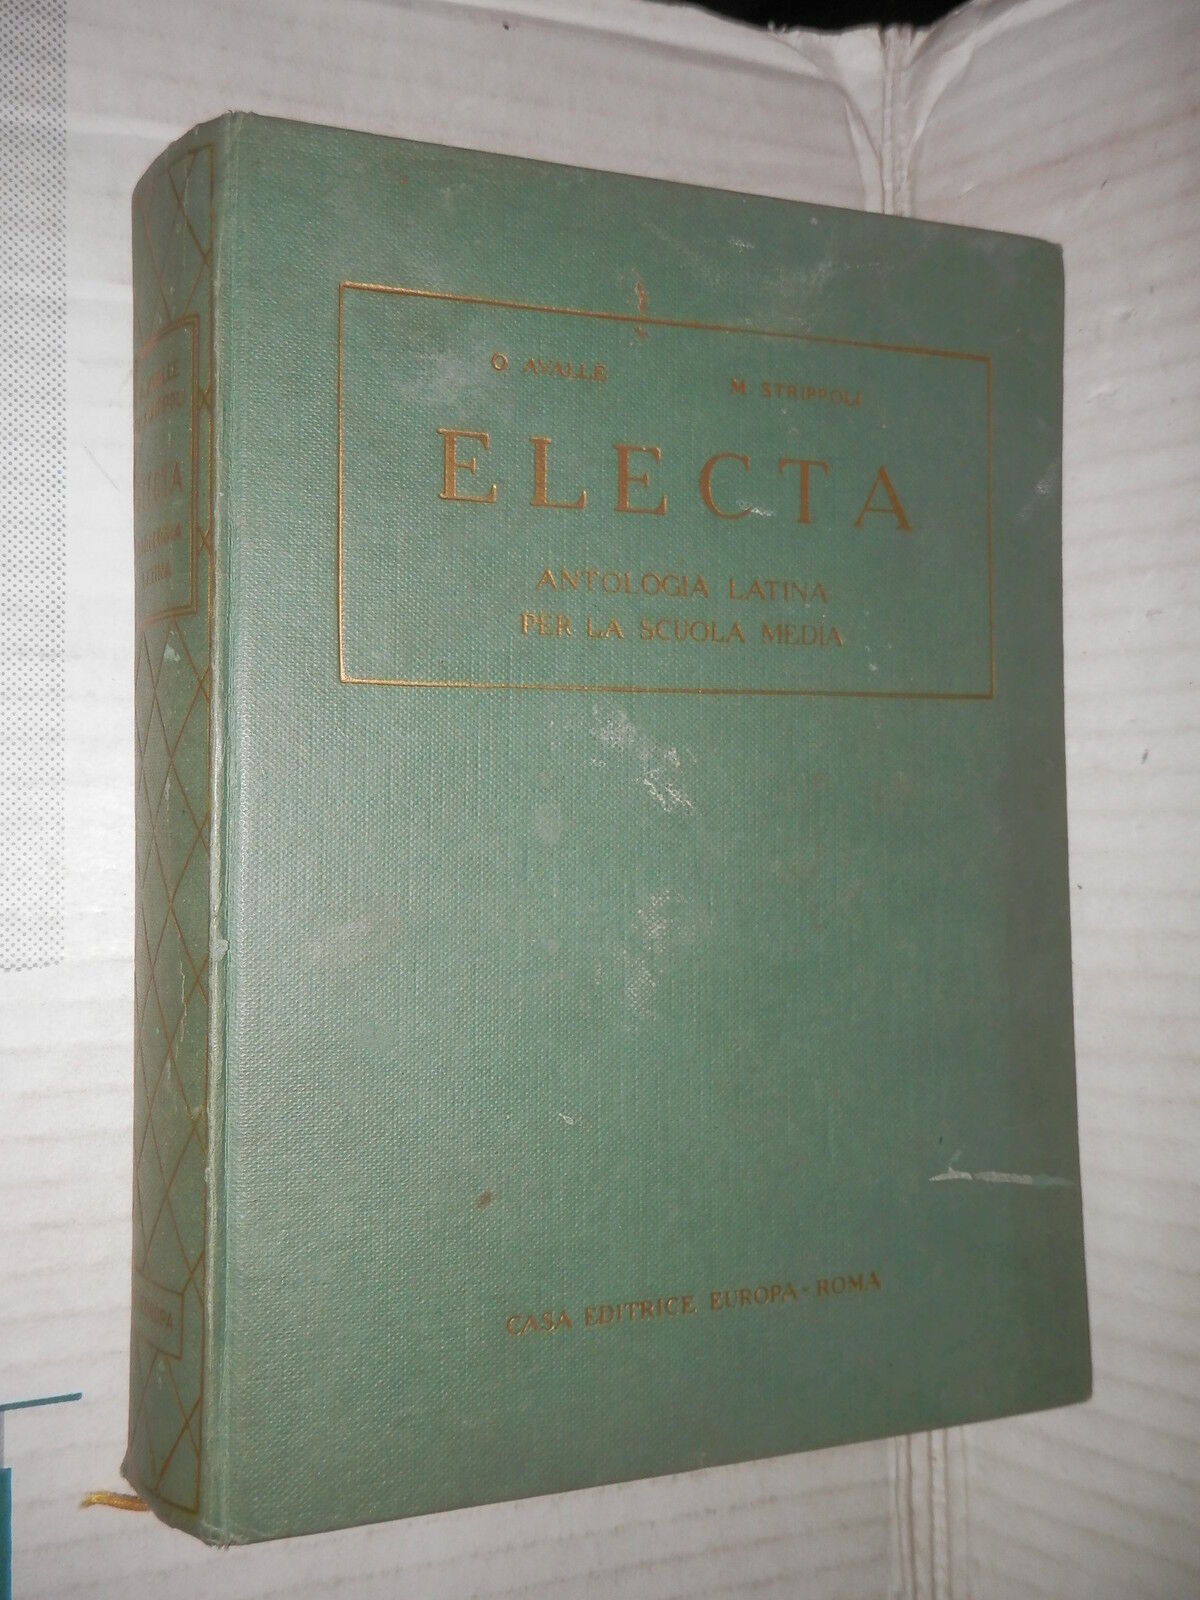 O. AVALLE
M. STRIPPOLI
ELECTA
ANTOLOGIA LATINA
PER LA SCUOLA MEDIA
CASA EDITRICE EUROPA - ROMA